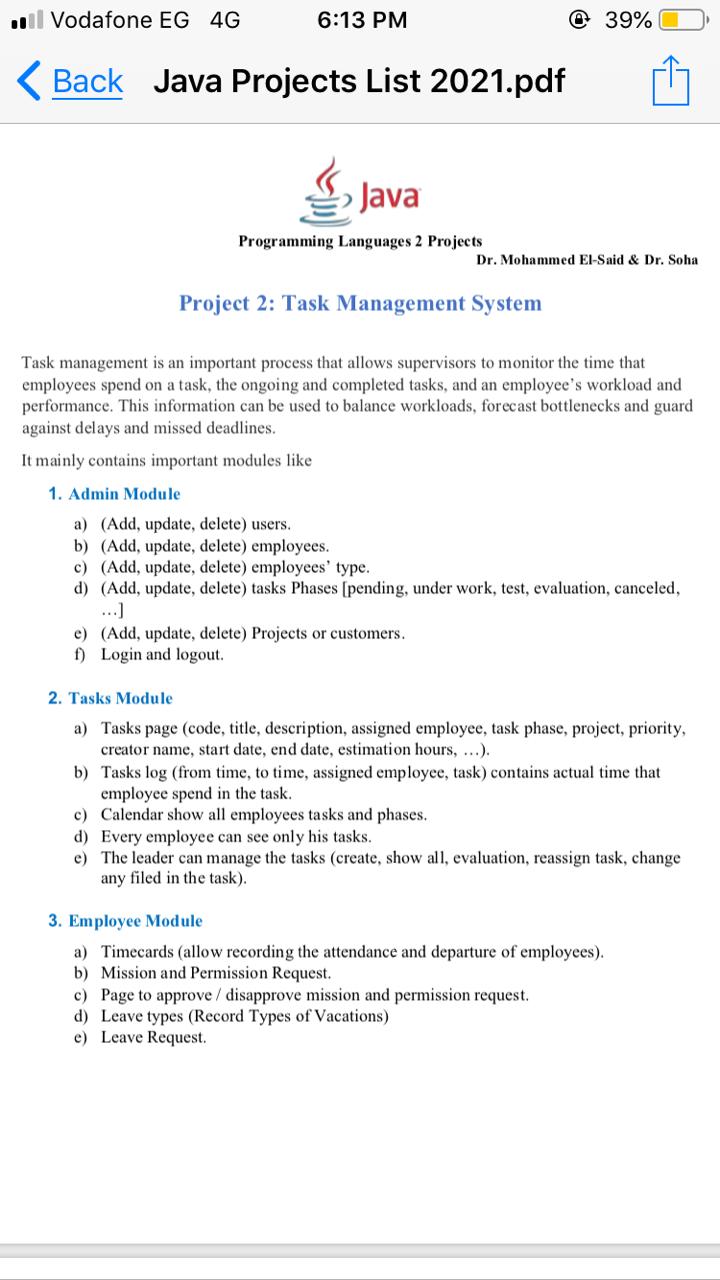 Vodafone EG 4G 6:13 PM 39%
Back Java Projects List 2021.pdf
Java
Programming Languages 2 Projects
Dr. Mohammed El-Said & Dr. Soha
Project 2: Task Management System
Task management is an important process that allows supervisors to monitor the time that
employees spend on a task, the ongoing and completed tasks, and an employee's workload and
performance. This information can be used to balance workloads, forecast bottlenecks and guard
against delays and missed deadlines.
It mainly contains important modules like
1. Admin Module
a) (Add, update, delete) users.
b) (Add, update, delete) employees.
c) (Add, update, delete) employees' type.
d) (Add, update, delete) tasks Phases [pending, under work, test, evaluation, canceled,
…]
e) (Add, update, delete) Projects or customers.
f) Login and logout.
2. Tasks Module
a) Tasks page (code, title, description, assigned employee, task phase, project, priority,
creator name, start date, end date, estimation hours, …).
b) Tasks log (from time, to time, assigned employee, task) contains actual time that
employee spend in the task.
c) Calendar show all employees tasks and phases.
d) Every employee can see only his tasks.
e) The leader can manage the tasks (create, show all, evaluation, reassign task, change
any filed in the task).
3. Employee Module
a) Timecards (allow recording the attendance and departure of employees).
b) Mission and Permission Request.
c) Page to approve / disapprove mission and permission request.
d) Leave types (Record Types of Vacations)
e) Leave Request.